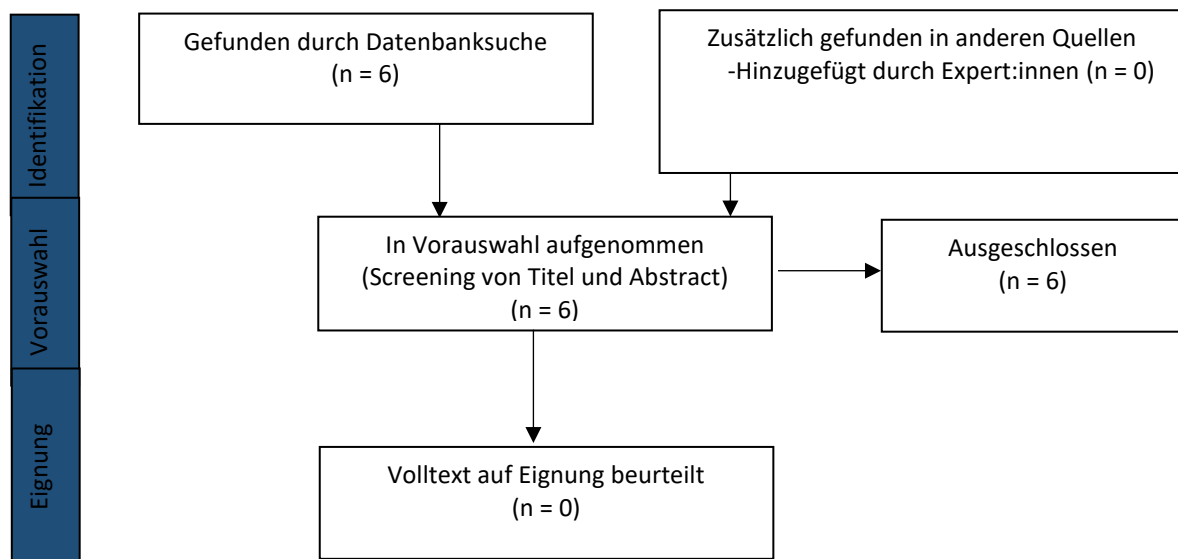 Identifikation
Gefunden durch Datenbanksuche
(n = 6)
Zusätzlich gefunden in anderen Quellen
-Hinzugefügt durch Expert:innen (n = 0)
Vorauswahl
In Vorauswahl aufgenommen
(Screening von Titel und Abstract)
(n = 6)
Ausgeschlossen
(n = 6)
Eignung
Volltext auf Eignung beurteilt
(n = 0)